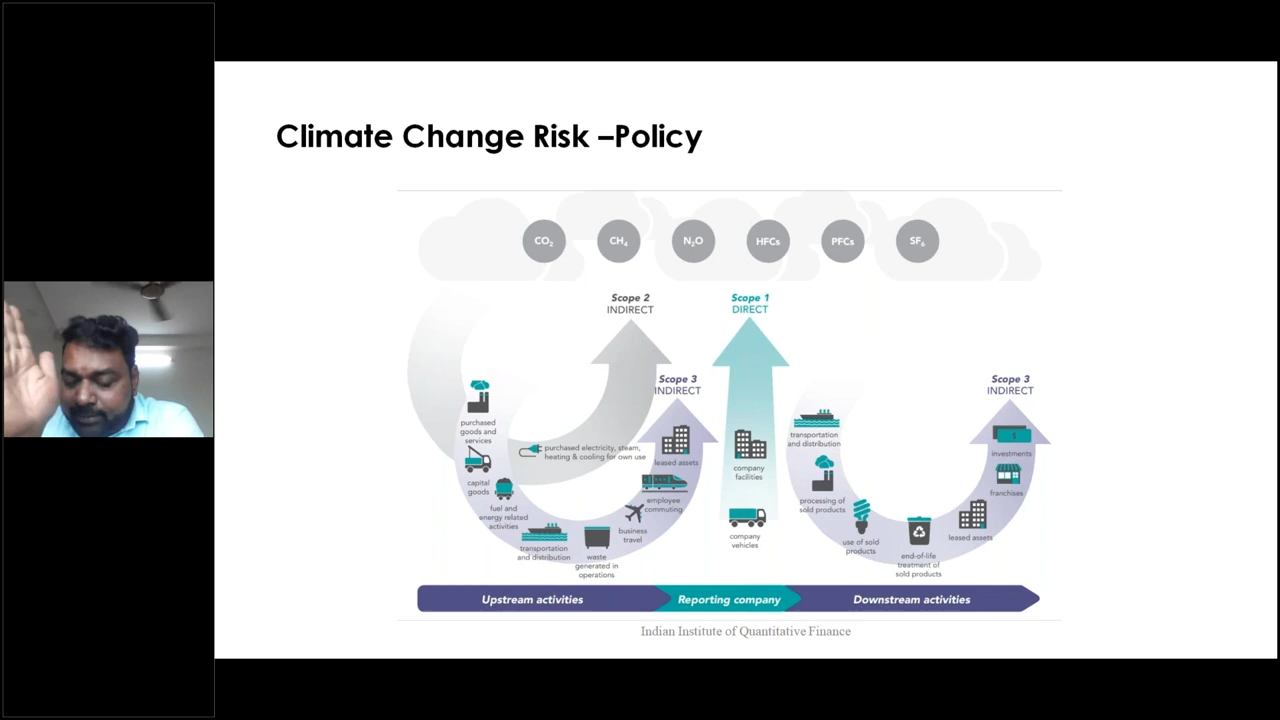 Climate Change Risk –Policy
CO₂
CH₄
N₂O
HFCs
PFCs
SF₆
Scope 2
INDIRECT
Scope 1
DIRECT
Scope 3
INDIRECT
Scope 3
INDIRECT
purchased
goods and
services
capital
goods
fuel and
energy related
activities
transportation
and distribution
waste
generated in
operations
business
travel
employee
commuting
leased assets
purchased electricity, steam,
heating & cooling for own use
company
facilities
company
vehicles
transportation
and distribution
processing of
sold products
use of sold
products
end-of-life
treatment of
sold products
leased assets
franchises
investments
$
Upstream activities
Reporting company
Downstream activities
Indian Institute of Quantitative Finance